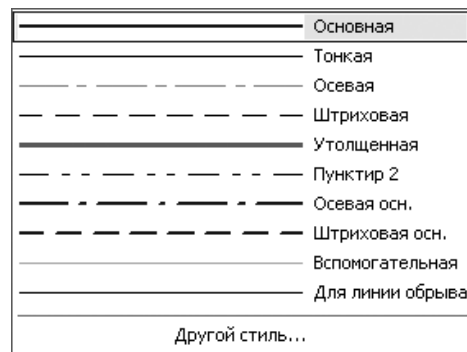 Основная
Тонкая
Осевая
Штриховая
Утолщенная
Пунктир 2
Осевая осн.
Штриховая осн.
Вспомогательная
Для линии обрыва
Другой стиль...